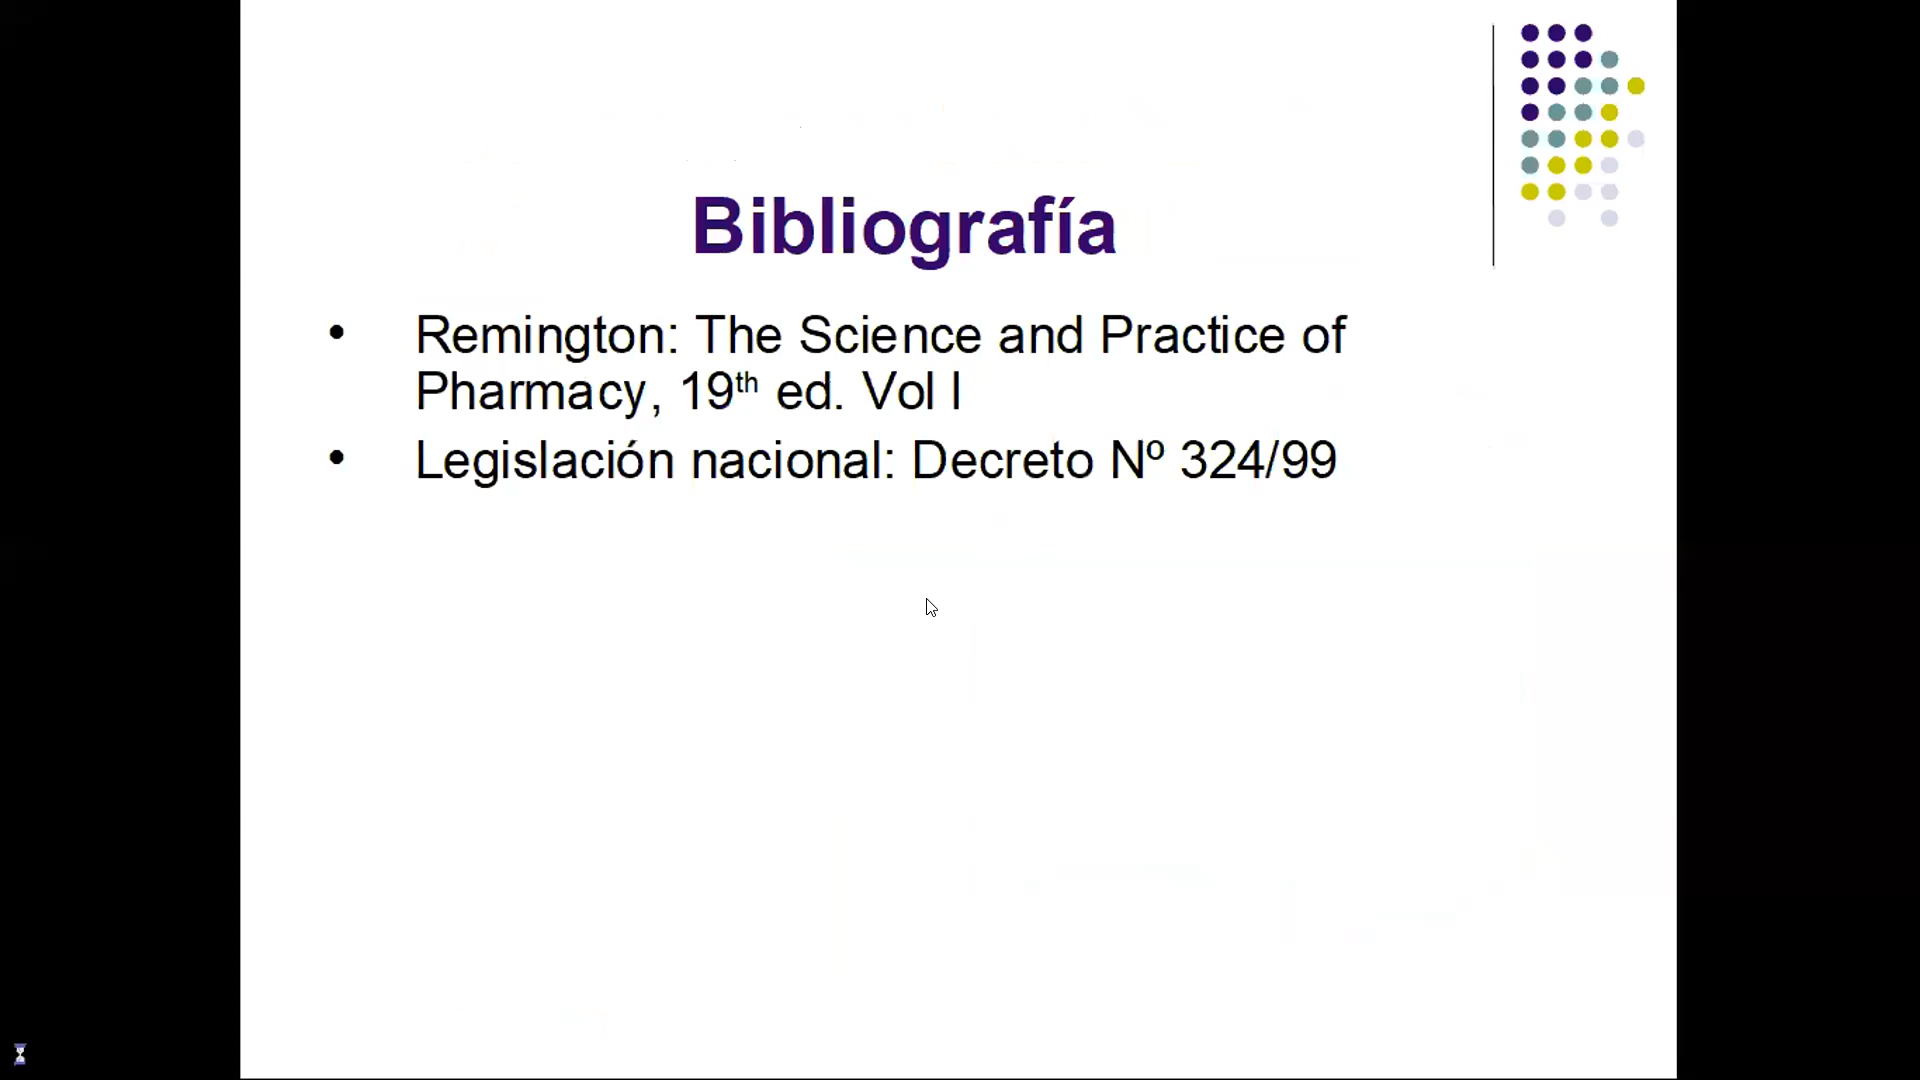 Bibliografía
• Remington: The Science and Practice of
Pharmacy, 19th ed. Vol I
• Legislación nacional: Decreto Nº 324/99